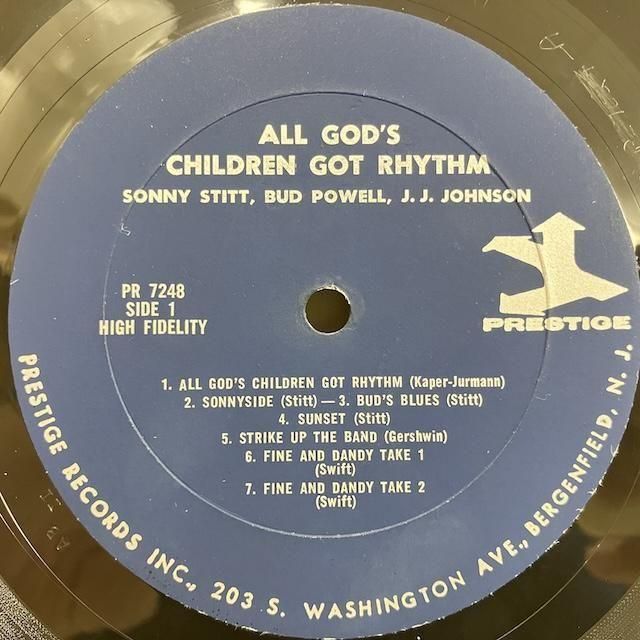 ALL GOD'S
CHILDREN GOT RHYTHM
SONNY STITT, BUD POWELL, J. J. JOHNSON
PR 7248
SIDE 1
HIGH FIDELITY
PRESTIGE
1. ALL GOD'S CHILDREN GOT RHYTHM (Kaper-Jurmann)
2. SONNYSIDE (Stitt) — 3. BUD'S BLUES (Stitt)
4. SUNSET (Stitt)
5. STRIKE UP THE BAND (Gershwin)
6. FINE AND DANDY TAKE 1
(Swift)
7. FINE AND DANDY TAKE 2
(Swift)
PRESTIGE RECORDS INC., 203 S. WASHINGTON AVE., BERGENFIELD, N. J.